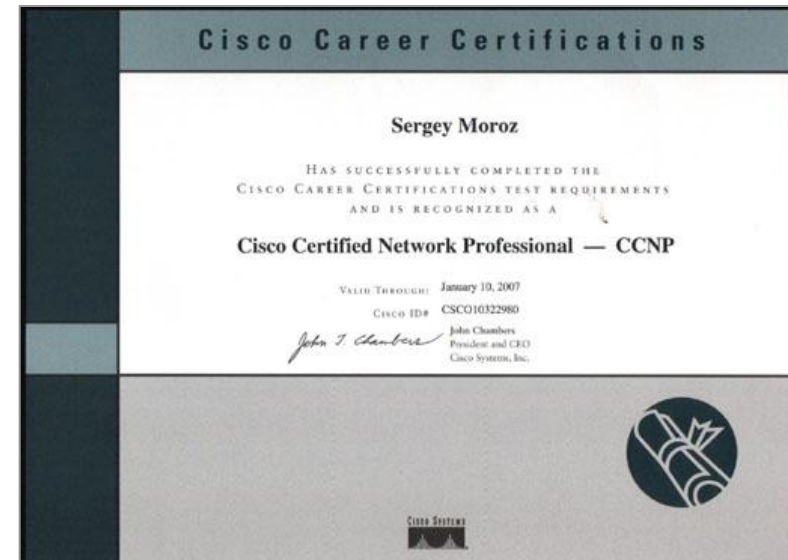 Cisco Career Certifications
Sergey Moroz
HAS SUCCESSFULLY COMPLETED THE
CISCO CAREER CERTIFICATIONS TEST REQUIREMENTS
AND IS RECOGNIZED AS A
Cisco Certified Network Professional — CCNP
VALID THROUGH: January 10, 2007
CISCO ID# CSCO10322980
John T. Chambers
John Chambers
President and CEO
Cisco Systems, Inc.
CISCO SYSTEMS